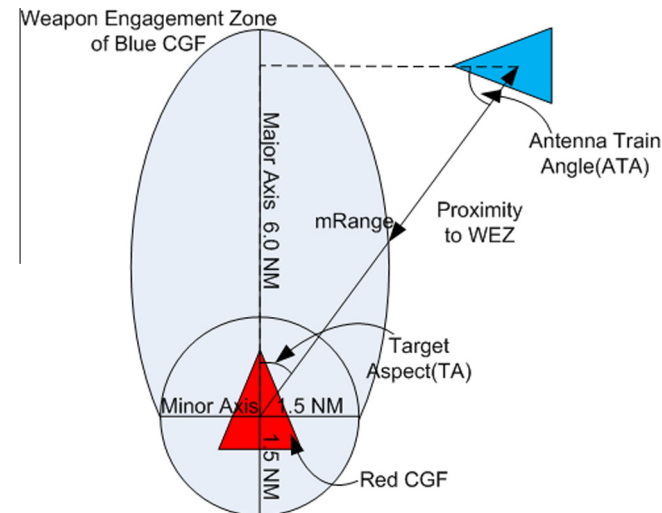 Weapon Engagement Zone
of Blue CGF
Major Axis 6.0 NM
Antenna Train
Angle(ATA)
mRange
Proximity
to WEZ
Target
Aspect(TA)
Minor Axis 1.5 NM
1.5 NM
Red CGF